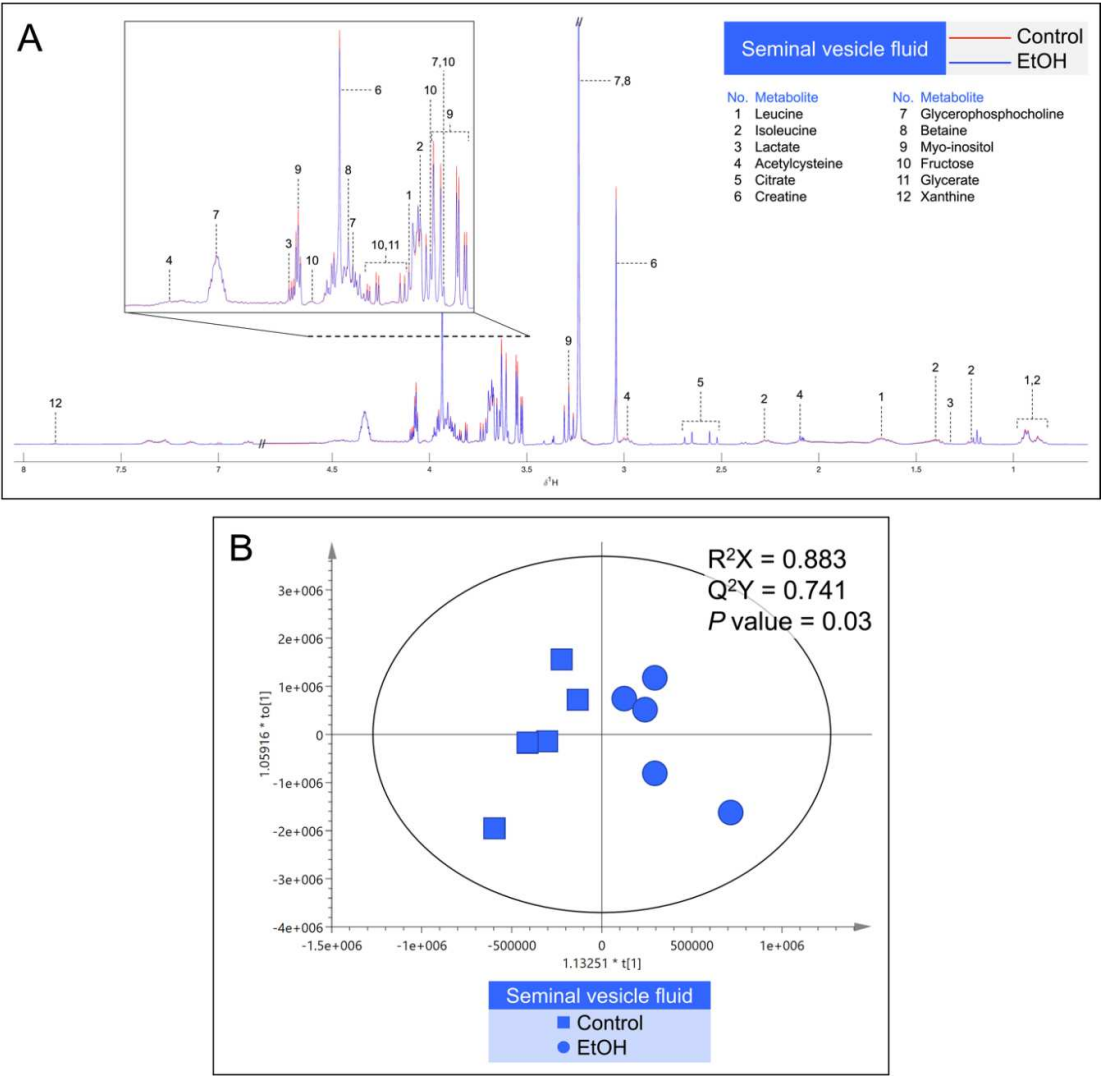 A
Seminal vesicle fluid
Control
EtOH
No. Metabolite
1 Leucine
2 Isoleucine
3 Lactate
4 Acetylcysteine
5 Citrate
6 Creatine
No. Metabolite
7 Glycerophosphocholine
8 Betaine
9 Myo-inositol
10 Fructose
11 Glycerate
12 Xanthine
7,10
6
10
9
2
9
8
1
7
7
3
10,11
4
10
7,8
6
9
12
4
5
2
4
1
2
2
3
1,2
//
//
8 7.5 7 4 3.5 3 2.5 2 1.5 1
δ¹H
B
R²X = 0.883
Q²Y = 0.741
P value = 0.03
3e+006
2e+006
1e+006
0
-1e+006
-2e+006
-3e+006
-4e+006
1.05916 * to[1]
-1.5e+006 -1e+006 -500000 0 500000 1e+006
1.13251 * t[1]
Seminal vesicle fluid
Control
EtOH